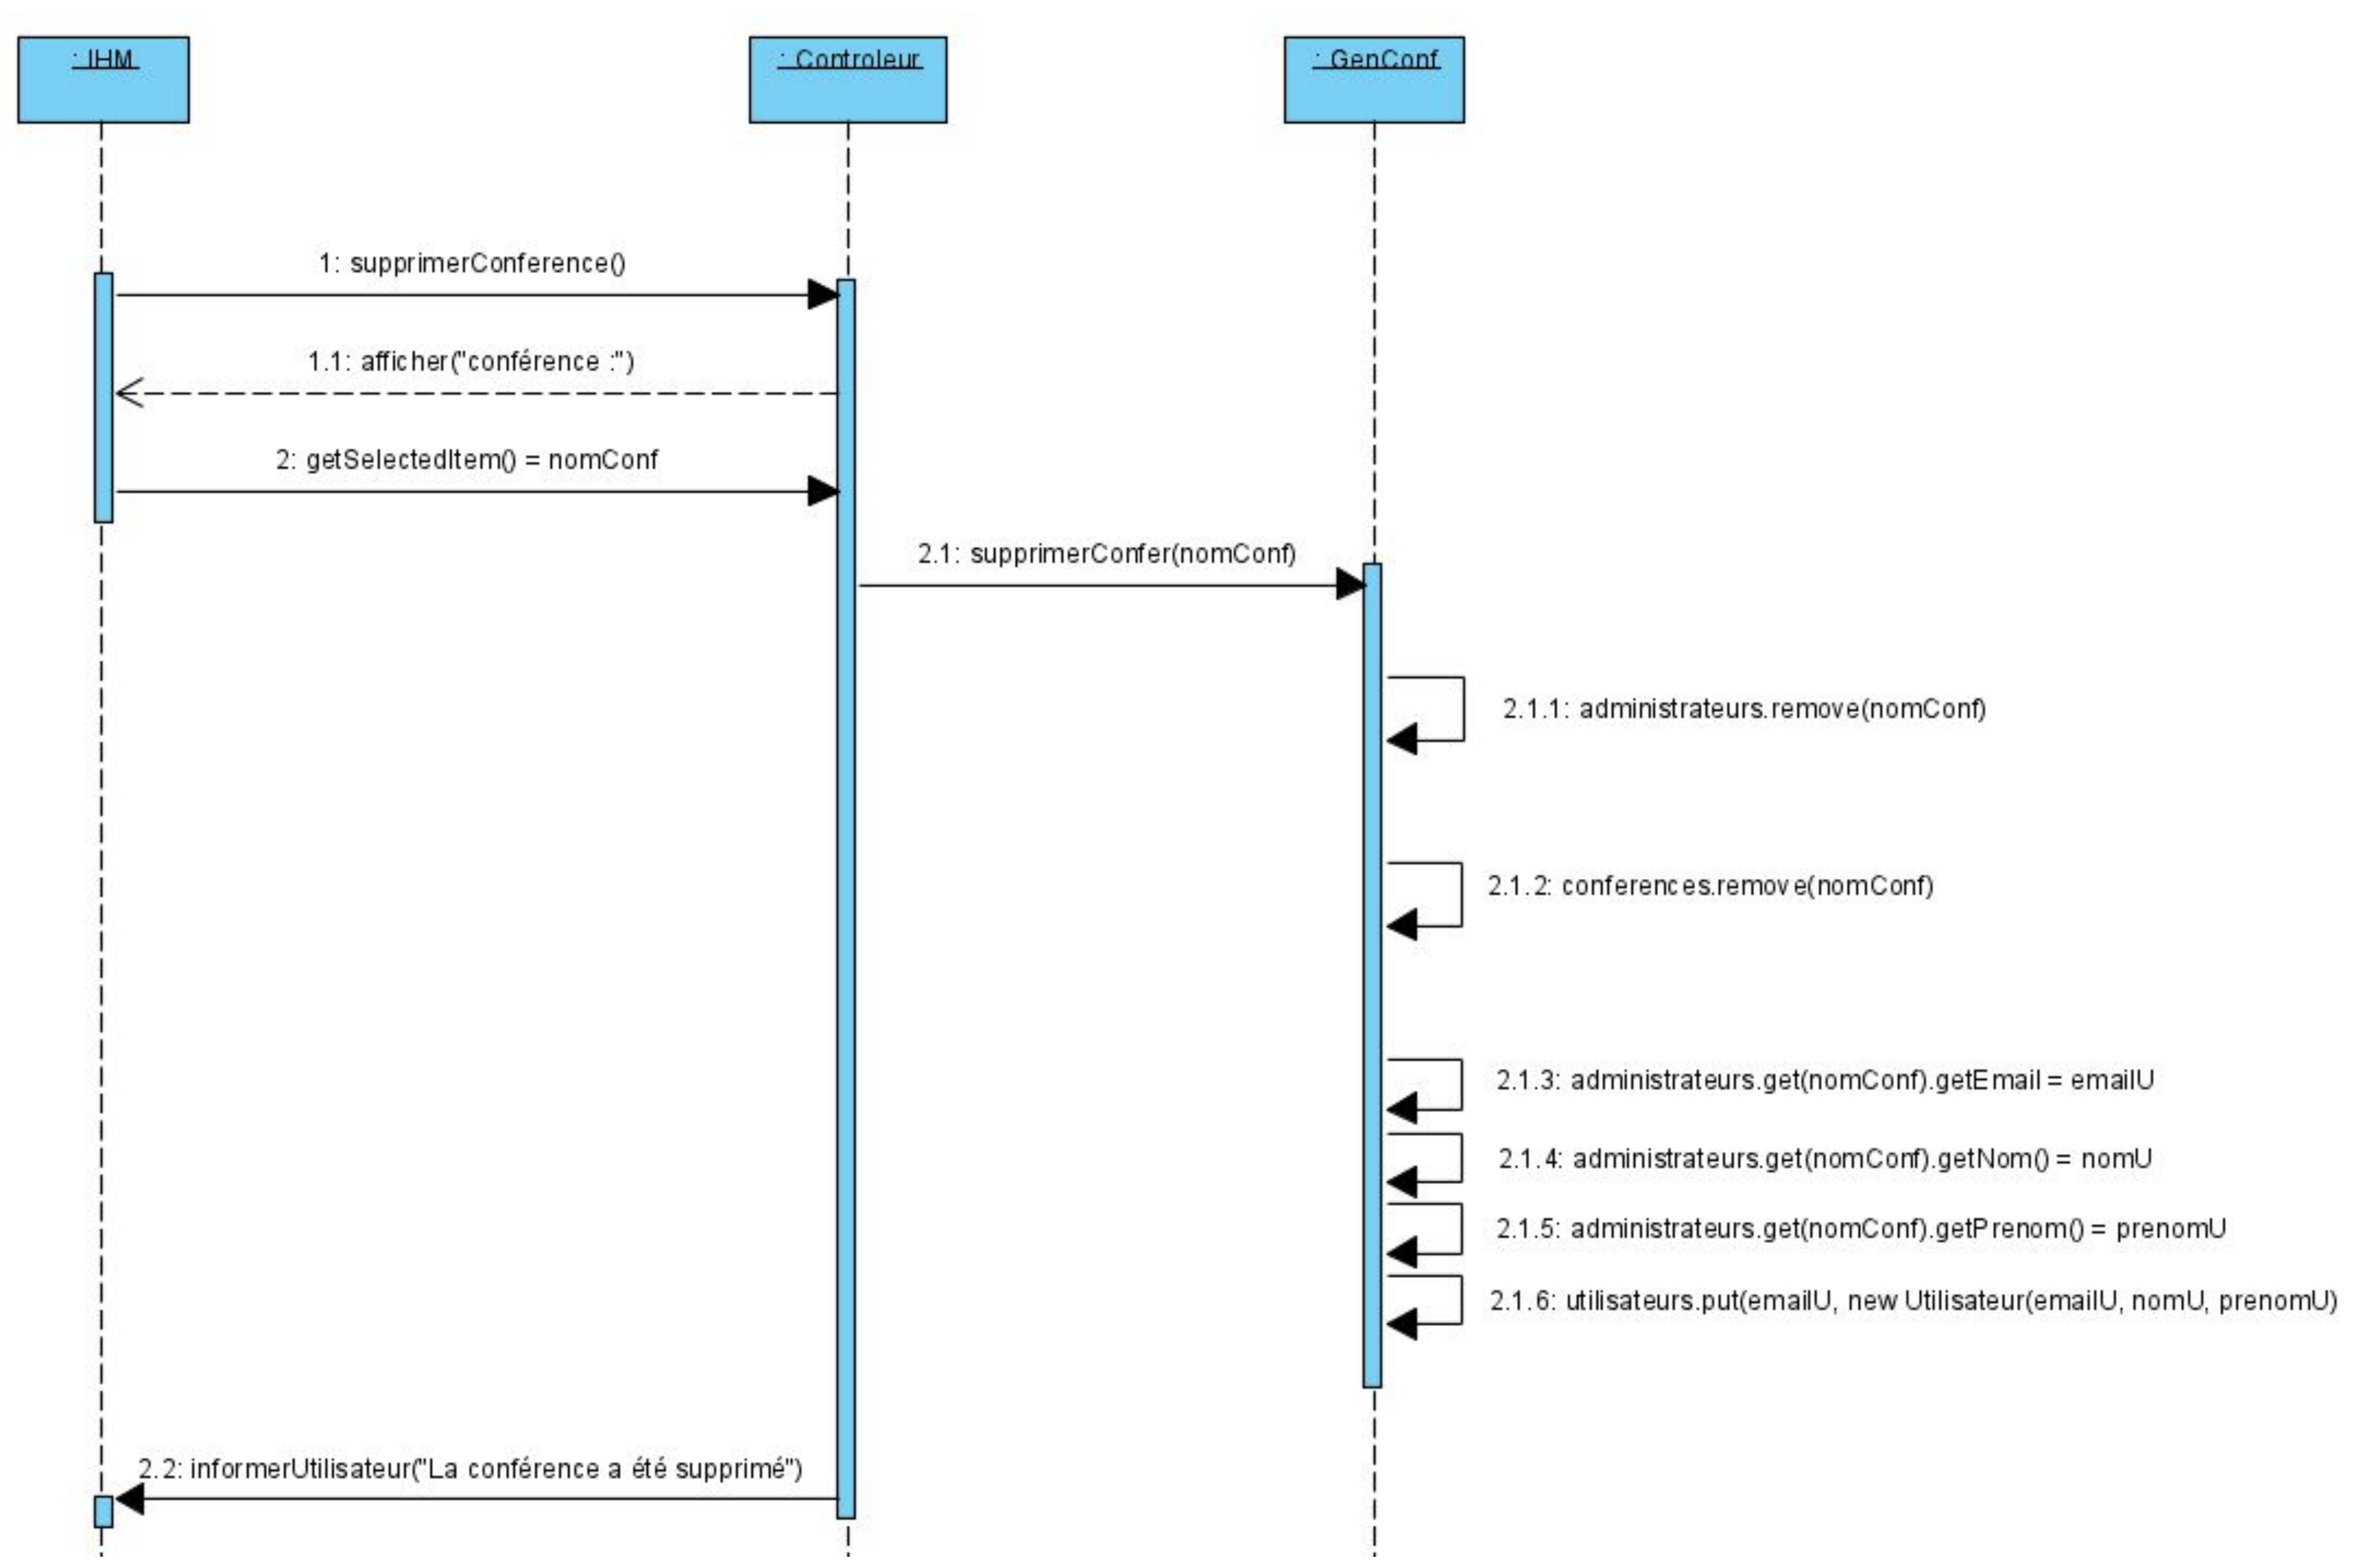 : IHM
: Controleur
: GenConf
1: supprimerConference()
1.1: afficher("conférence :")
2: getSelectedItem() = nomConf
2.1: supprimerConfer(nomConf)
2.1.1: administrateurs.remove(nomConf)
2.1.2: conferences.remove(nomConf)
2.1.3: administrateurs.get(nomConf).getEmail = emailU
2.1.4: administrateurs.get(nomConf).getNom() = nomU
2.1.5: administrateurs.get(nomConf).getPrenom() = prenomU
2.1.6: utilisateurs.put(emailU, new Utilisateur(emailU, nomU, prenomU)
2.2: informerUtilisateur("La conférence a été supprimé")